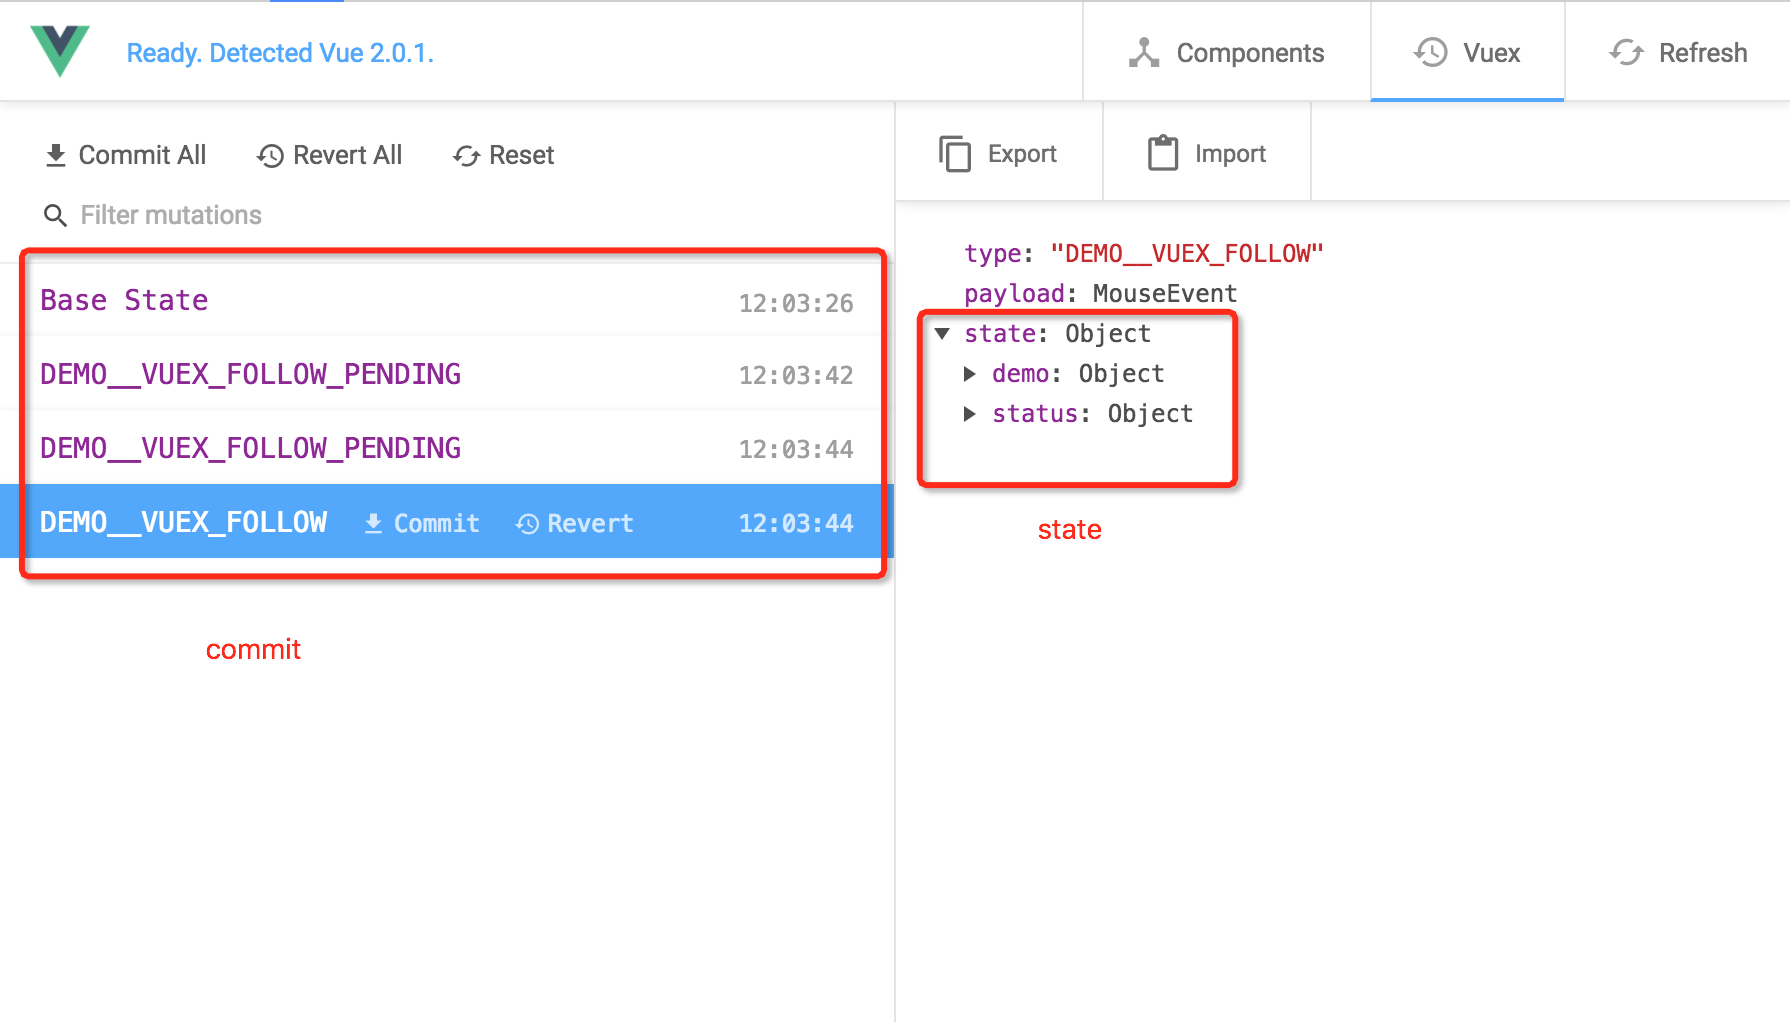 Ready. Detected Vue 2.0.1.
Components
Vuex
Refresh
Commit All
Revert All
Reset
Filter mutations
Export
Import
Base State 12:03:26
DEMO__VUEX_FOLLOW_PENDING 12:03:42
DEMO__VUEX_FOLLOW_PENDING 12:03:44
DEMO__VUEX_FOLLOW Commit Revert 12:03:44
commit
type: "DEMO__VUEX_FOLLOW"
payload: MouseEvent
state: Object
demo: Object
status: Object
state